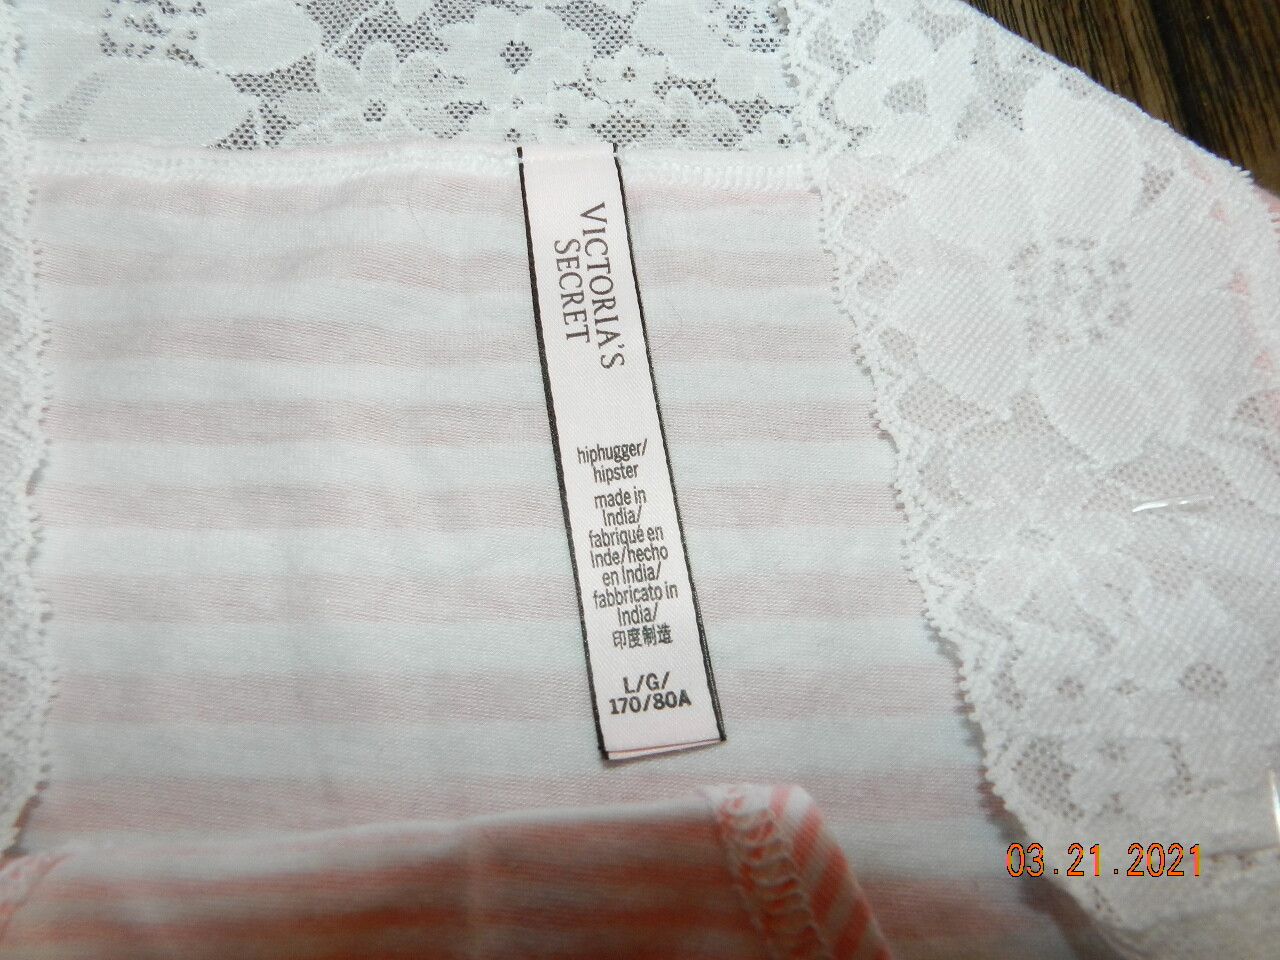 VICTORIA'S
SECRET
hiphugger/
hipster
made in
India/
fabriqué en
Inde/hecho
en India/
fabbricato in
India/
印度制造
L/G/
170/80A
03.21.2021